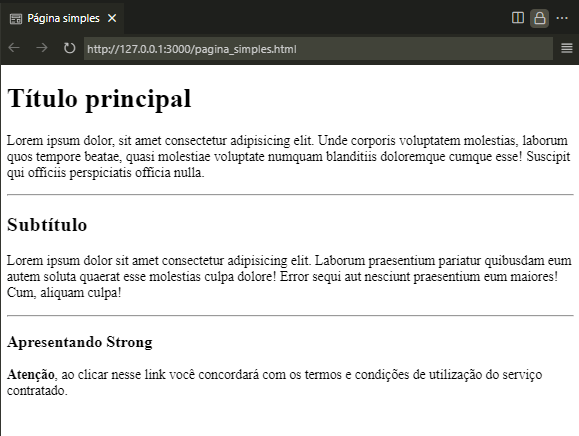 Página simples
http://127.0.0.1:3000/pagina_simples.html
Título principal
Lorem ipsum dolor, sit amet consectetur adipisicing elit. Unde corporis voluptatem molestias, laborum
quos tempore beatae, quasi molestiae voluptate numquam blanditiis doloremque cumque esse! Suscipit
qui officiis perspiciatis officia nulla.
Subtítulo
Lorem ipsum dolor sit amet consectetur adipisicing elit. Laborum praesentium pariatur quibusdam eum
autem soluta quaerat esse molestias culpa dolore! Error sequi aut nesciunt praesentium eum maiores!
Cum, aliquam culpa!
Apresentando Strong
Atenção, ao clicar nesse link você concordará com os termos e condições de utilização do serviço
contratado.